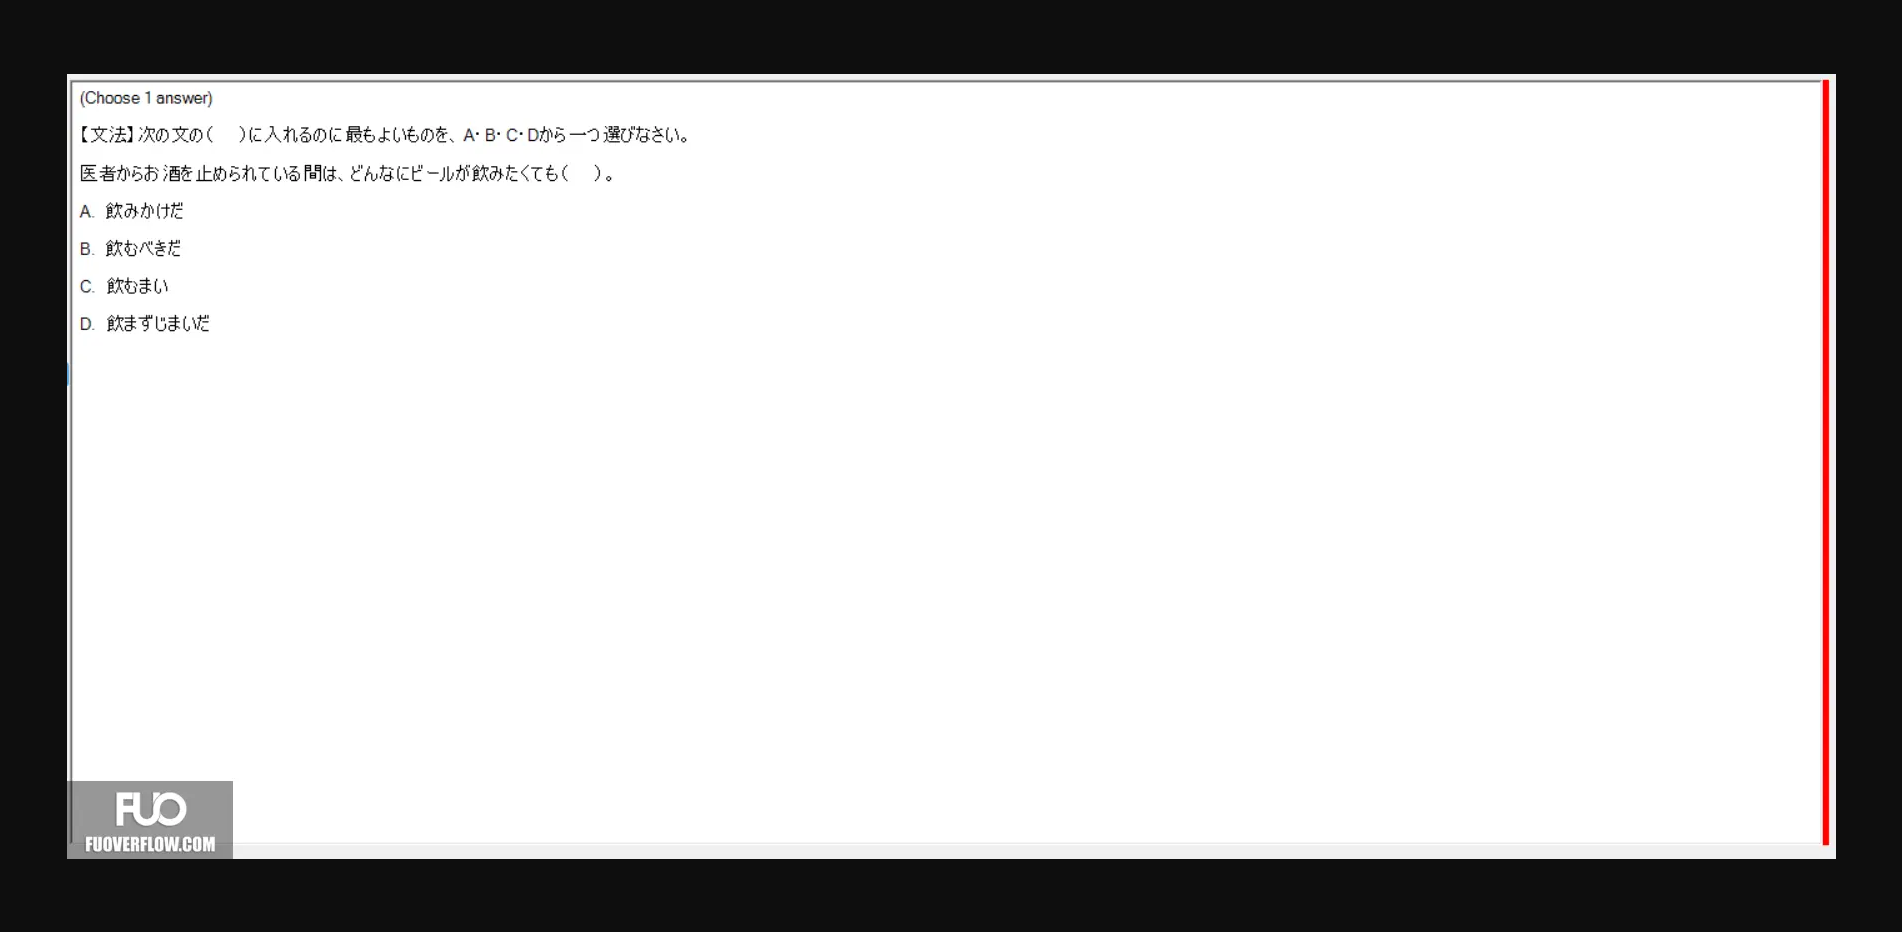 (Choose 1 answer)
【文法】次の文の(　)に入れるのに最もよいものを、A・B・C・Dから一つ選びなさい。
医者からお酒を止められている間は、どんなにビールが飲みたくても(　)。
A. 飲みかけだ
B. 飲むべきだ
C. 飲むまい
D. 飲まずじまいだ
FUO
FUOVERFLOW.COM